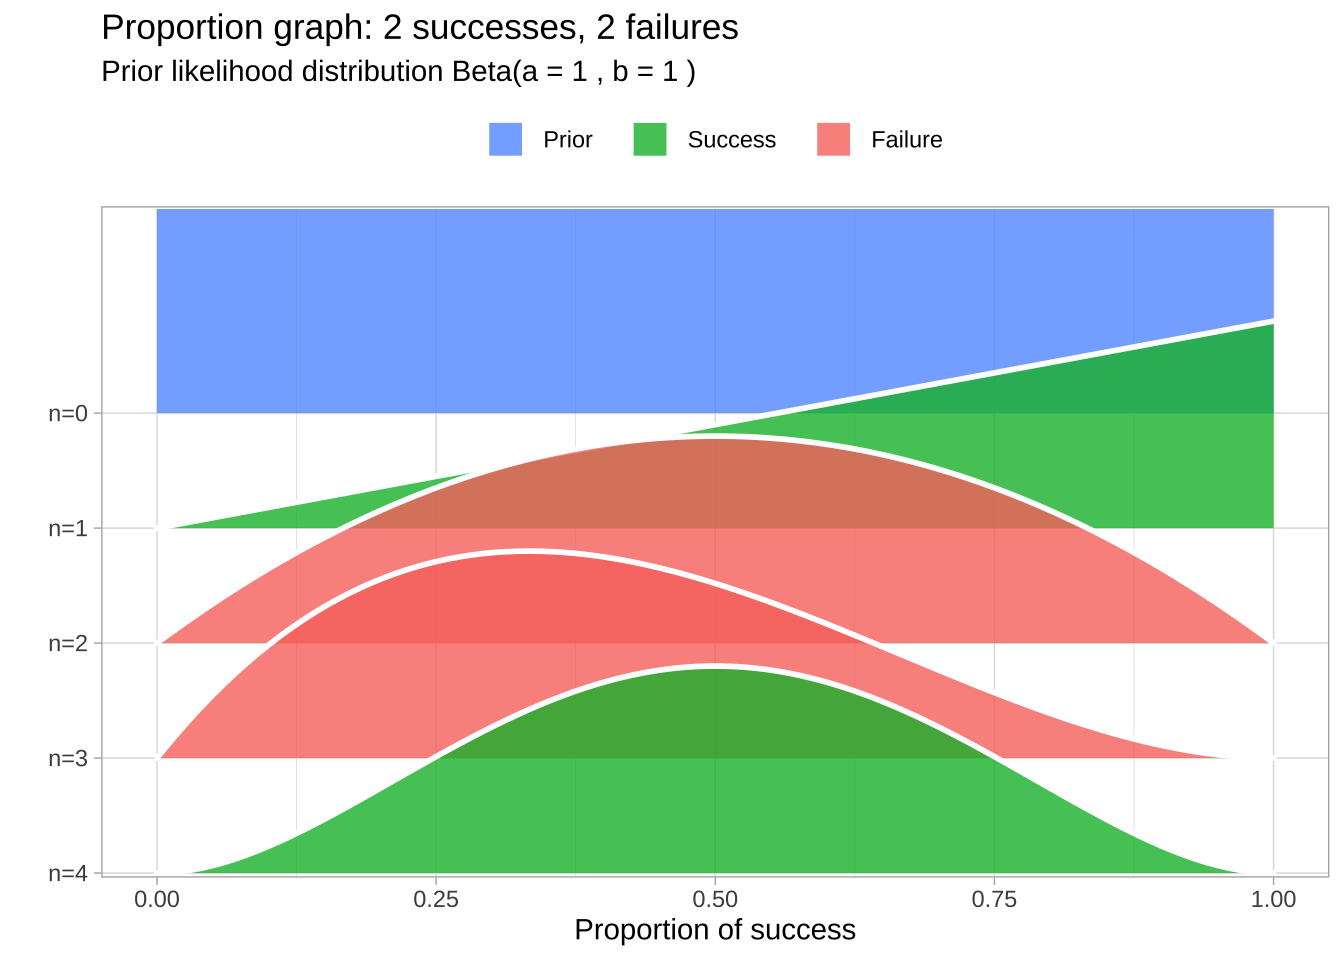 Proportion graph: 2 successes, 2 failures
Prior likelihood distribution Beta(a = 1 , b = 1 )
Prior Success Failure
n=0
n=1
n=2
n=3
n=4
0.00 0.25 0.50 0.75 1.00
Proportion of success